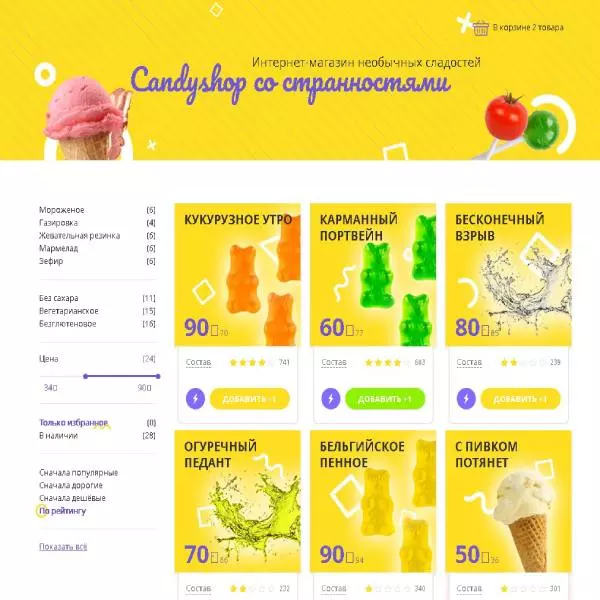 В корзине 2 товара
Интернет-магазин необычных сладостей
Candyshop со странностями
Мороженое (6)
Газировка (4)
Жевательная резинка (6)
Мармелад (6)
Зефир (6)
Без сахара (11)
Вегетарианское (15)
Безглютеновое (16)
Цена (24)
34 90
Только избранное (0)
В наличии (28)
Сначала популярные
Сначала дорогие
Сначала дешёвые
По рейтингу
Показать всё
КУКУРУЗНОЕ УТРО
90 70
Состав 741
ДОБАВИТЬ +1
КАРМАННЫЙ
ПОРТВЕЙН
60 77
Состав 603
ДОБАВИТЬ +1
БЕСКОНЕЧНЫЙ
ВЗРЫВ
80 85
Состав 239
ДОБАВИТЬ +1
ОГУРЕЧНЫЙ
ПЕДАНТ
70
Состав 232
БЕЛЬГИЙСКОЕ
ПЕННОЕ
90 94
Состав 340
С ПИВКОМ
ПОТЯНЕТ
50 36
Состав 301